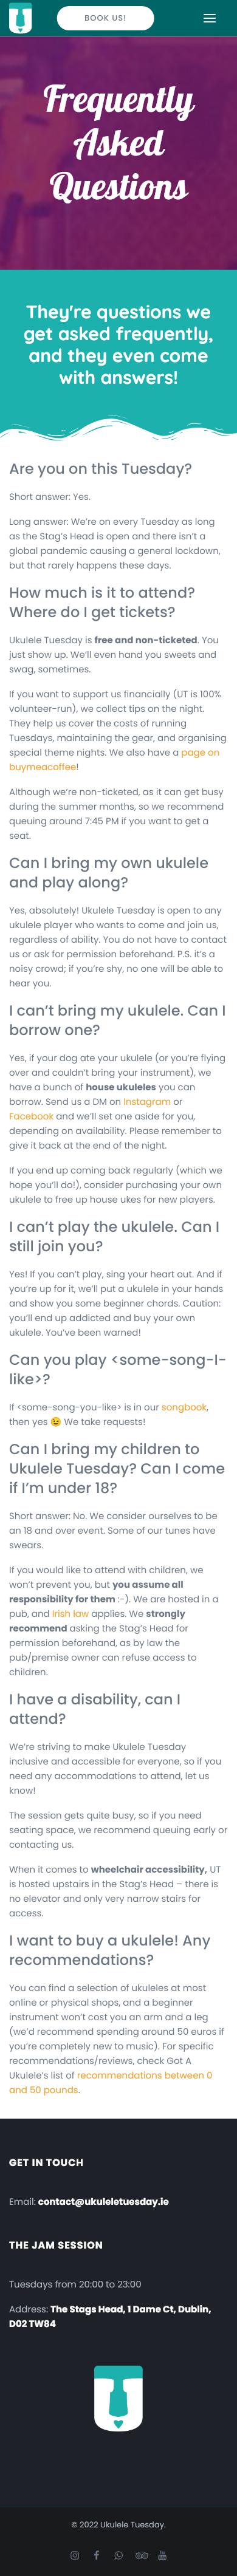 BOOK US!
Frequently
Asked
Questions
They're questions we
get asked frequently,
and they even come
with answers!
Are you on this Tuesday?
Short answer: Yes.
Long answer: We're on every Tuesday as long
as the Stag's Head is open and there isn't a
global pandemic causing a general lockdown,
but that rarely happens these days.
How much is it to attend?
Where do I get tickets?
Ukulele Tuesday is free and non-ticketed. You
just show up. We'll even hand you sweets and
swag, sometimes.
If you want to support us financially (UT is 100%
volunteer-run), we collect tips on the night.
They help us cover the costs of running
Tuesdays, maintaining the gear, and organising
special theme nights. We also have a page on
buymeacoffee!
Although we're non-ticketed, as it can get busy
during the summer months, so we recommend
queuing around 7:45 PM if you want to get a
seat.
Can I bring my own ukulele
and play along?
Yes, absolutely! Ukulele Tuesday is open to any
ukulele player who wants to come and join us,
regardless of ability. You do not have to contact
us or ask for permission beforehand. P.S. it's a
noisy crowd; if you're shy, no one will be able to
hear you.
I can't bring my ukulele. Can I
borrow one?
Yes, if your dog ate your ukulele (or you're flying
over and couldn't bring your instrument), we
have a bunch of house ukuleles you can
borrow. Send us a DM on Instagram or
Facebook and we'll set one aside for you,
depending on availability. Please remember to
give it back at the end of the night.
If you end up coming back regularly (which we
hope you'll do!), consider purchasing your own
ukulele to free up house ukes for new players.
I can't play the ukulele. Can I
still join you?
Yes! If you can't play, sing your heart out. And if
you're up for it, we'll put a ukulele in your hands
and show you some beginner chords. Caution:
you'll end up addicted and buy your own
ukulele. You've been warned!
Can you play <some-song-I-
like>?
If <some-song-you-like> is in our songbook,
then yes 😉 We take requests!
Can I bring my children to
Ukulele Tuesday? Can I come
if I'm under 18?
Short answer: No. We consider ourselves to be
an 18 and over event. Some of our tunes have
swears.
If you would like to attend with children, we
won't prevent you, but you assume all
responsibility for them :-). We are hosted in a
pub, and Irish law applies. We strongly
recommend asking the Stag's Head for
permission beforehand, as by law the
pub/premise owner can refuse access to
children.
I have a disability, can I
attend?
We're striving to make Ukulele Tuesday
inclusive and accessible for everyone, so if you
need any accommodations to attend, let us
know!
The session gets quite busy, so if you need
seating space, we recommend queuing early or
contacting us.
When it comes to wheelchair accessibility, UT
is hosted upstairs in the Stag's Head – there is
no elevator and only very narrow stairs for
access.
I want to buy a ukulele! Any
recommendations?
You can find a selection of ukuleles at most
online or physical shops, and a beginner
instrument won't cost you an arm and a leg
(we'd recommend spending around 50 euros if
you're completely new to music). For specific
recommendations/reviews, check Got A
Ukulele's list of recommendations between 0
and 50 pounds.
GET IN TOUCH
Email: contact@ukuleletuesday.ie
THE JAM SESSION
Tuesdays from 20:00 to 23:00
Address: The Stags Head, 1 Dame Ct, Dublin,
D02 TW84
© 2022 Ukulele Tuesday.